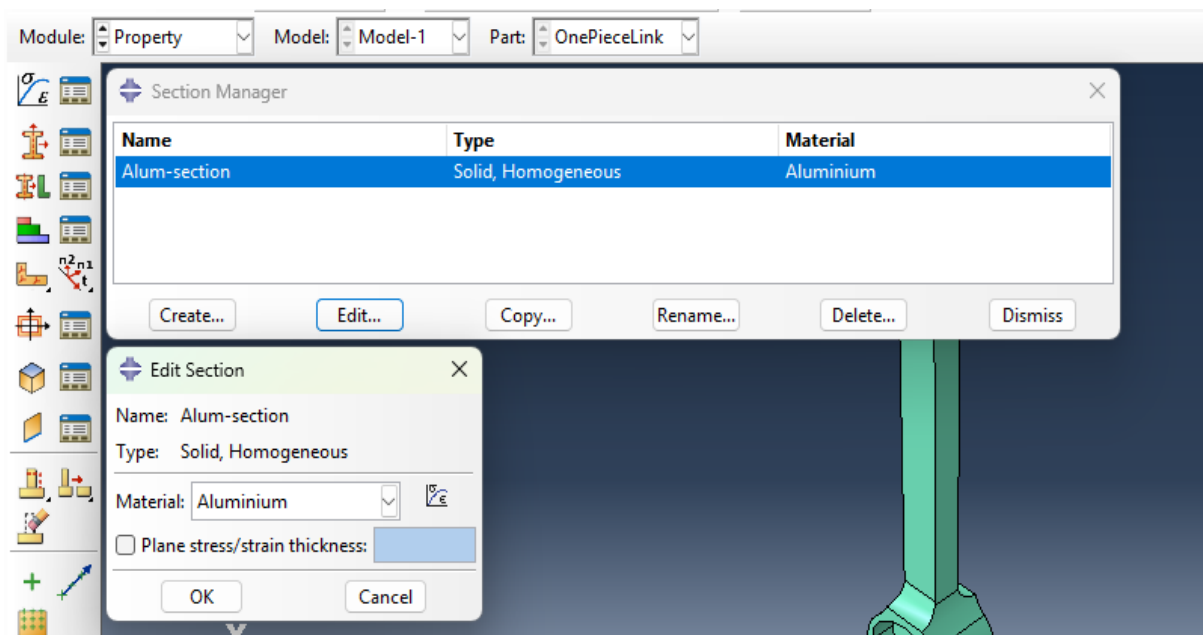 Module: Property Model: Model-1 Part: OnePieceLink
σ
ε
Section Manager
Name Type Material
Alum-section Solid, Homogeneous Aluminium
n2 n1
t
Create... Edit... Copy... Rename... Delete... Dismiss
Edit Section
Name: Alum-section
Type: Solid, Homogeneous
Material: Aluminium
σ
ε
Plane stress/strain thickness:
OK Cancel
Y